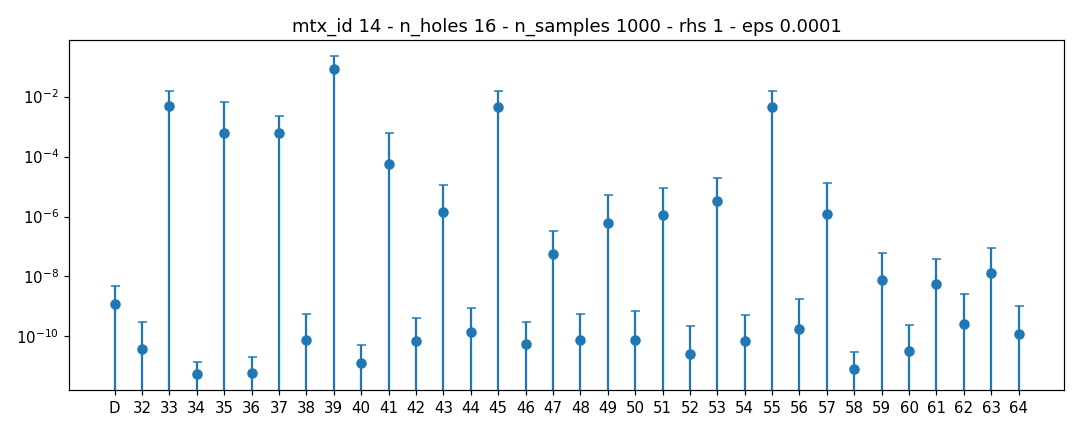 mtx_id 14 - n_holes 16 - n_samples 1000 - rhs 1 - eps 0.0001
10⁻²
10⁻⁴
10⁻⁶
10⁻⁸
10⁻¹⁰
D 32 33 34 35 36 37 38 39 40 41 42 43 44 45 46 47 48 49 50 51 52 53 54 55 56 57 58 59 60 61 62 63 64